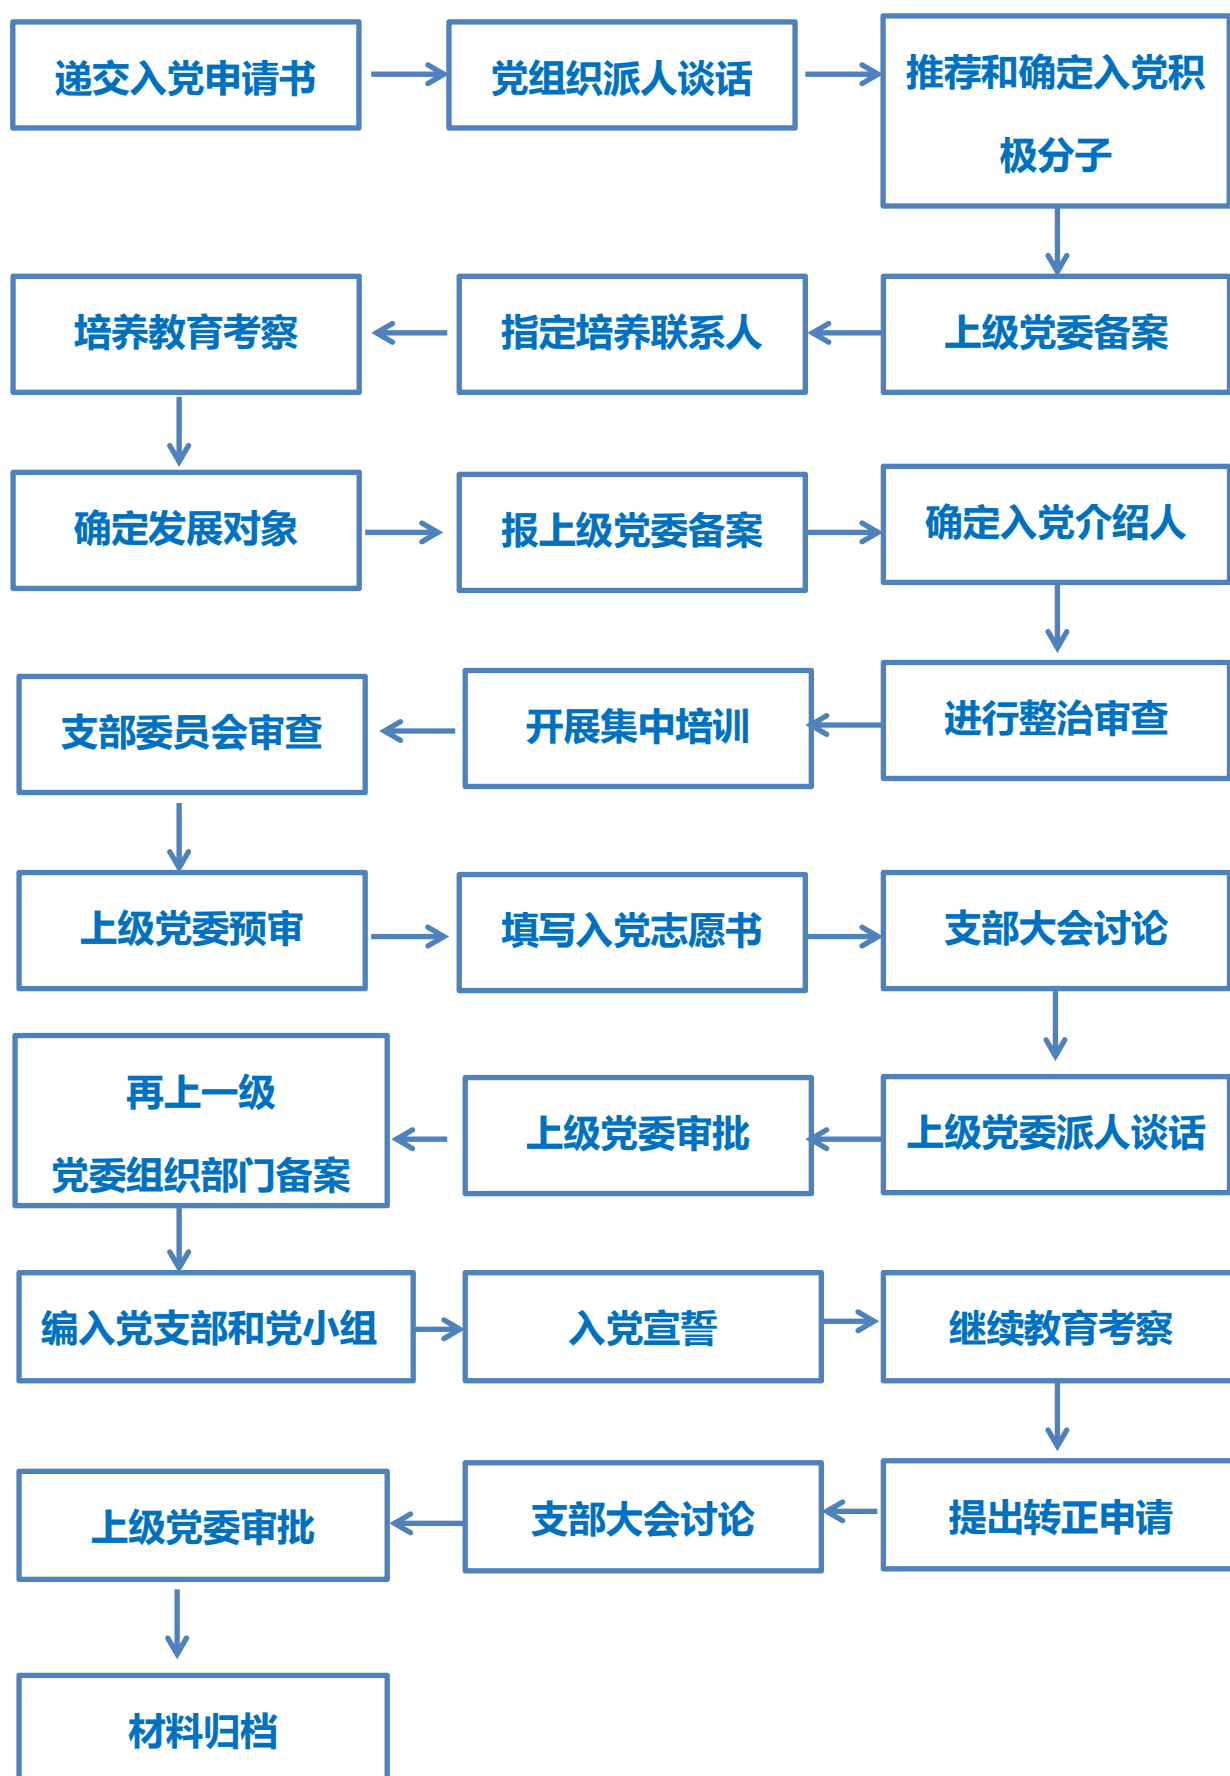 递交入党申请书
党组织派人谈话
推荐和确定入党积
极分子
上级党委备案
指定培养联系人
培养教育考察
确定发展对象
报上级党委备案
确定入党介绍人
进行整治审查
开展集中培训
支部委员会审查
上级党委预审
填写入党志愿书
支部大会讨论
上级党委派人谈话
上级党委审批
再上一级
党委组织部门备案
编入党支部和党小组
入党宣誓
继续教育考察
提出转正申请
支部大会讨论
上级党委审批
材料归档